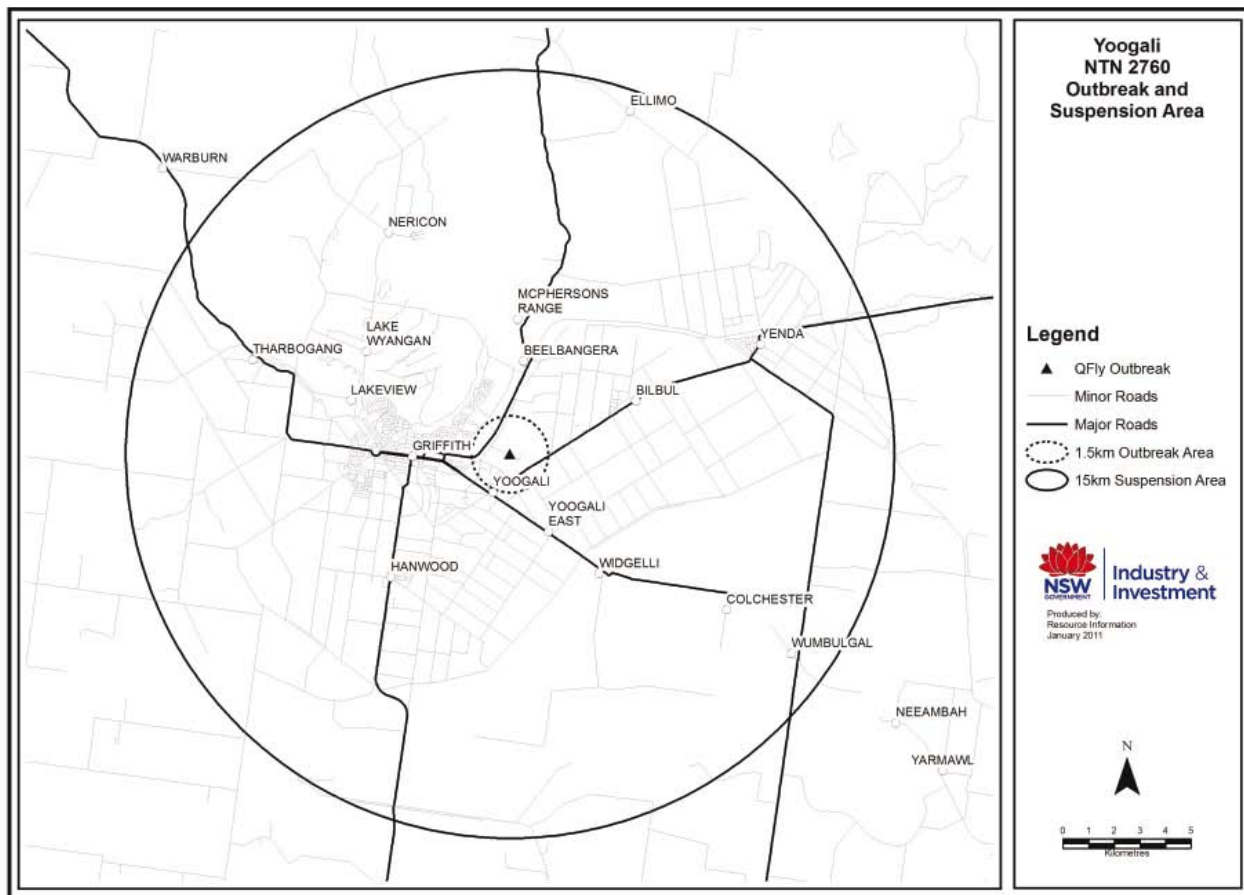 Yoogali
NTN 2760
Outbreak and
Suspension Area
ELLIMO
WARBURN
NERICON
MCPHERSONS
RANGE
LAKE
WYANGAN
YENDA
THARBOGANG
BEELBANGERA
LAKEVIEW
BILBUL
GRIFFITH
YOOGALI
YOOGALI
EAST
HANWOOD
WIDGELLI
COLCHESTER
WUMBULGAL
NEEAMBAH
YARMAWL
Legend
QFly Outbreak
Minor Roads
Major Roads
1.5km Outbreak Area
15km Suspension Area
NSW
GOVERNMENT
Industry &
Investment
Produced by:
Resource Information
January 2011
N
0 1 2 3 4 5
Kilometres